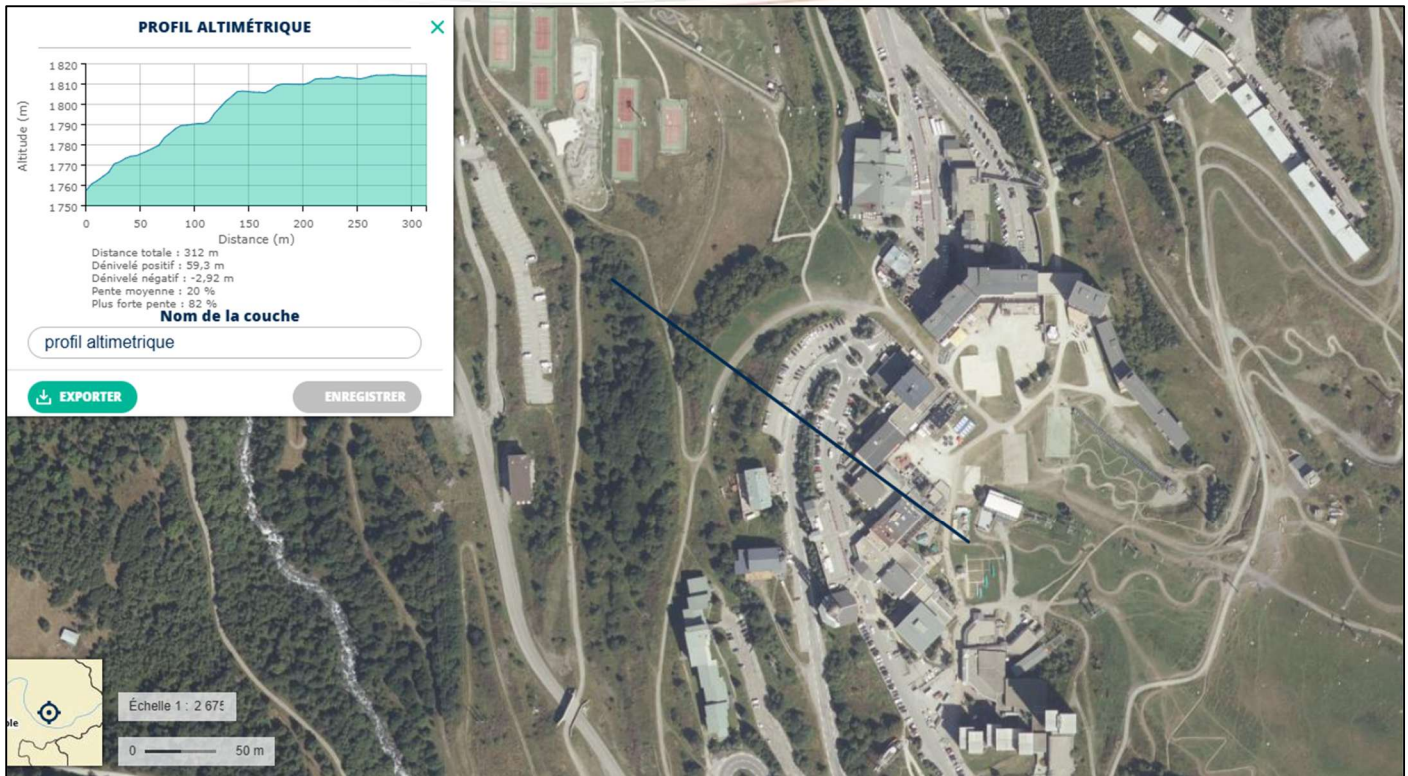 PROFIL ALTIMÉTRIQUE
1 820
1 810
1 800
1 790
1 780
1 770
1 760
1 750
Altitude (m)
0 50 100 150 200 250 300
Distance (m)
Distance totale : 312 m
Dénivelé positif : 59,3 m
Dénivelé négatif : -2,92 m
Pente moyenne : 20 %
Plus forte pente : 82 %
Nom de la couche
profil altimetrique
EXPORTER
ENREGISTRER
ble
Échelle 1 : 2 675
0 50 m